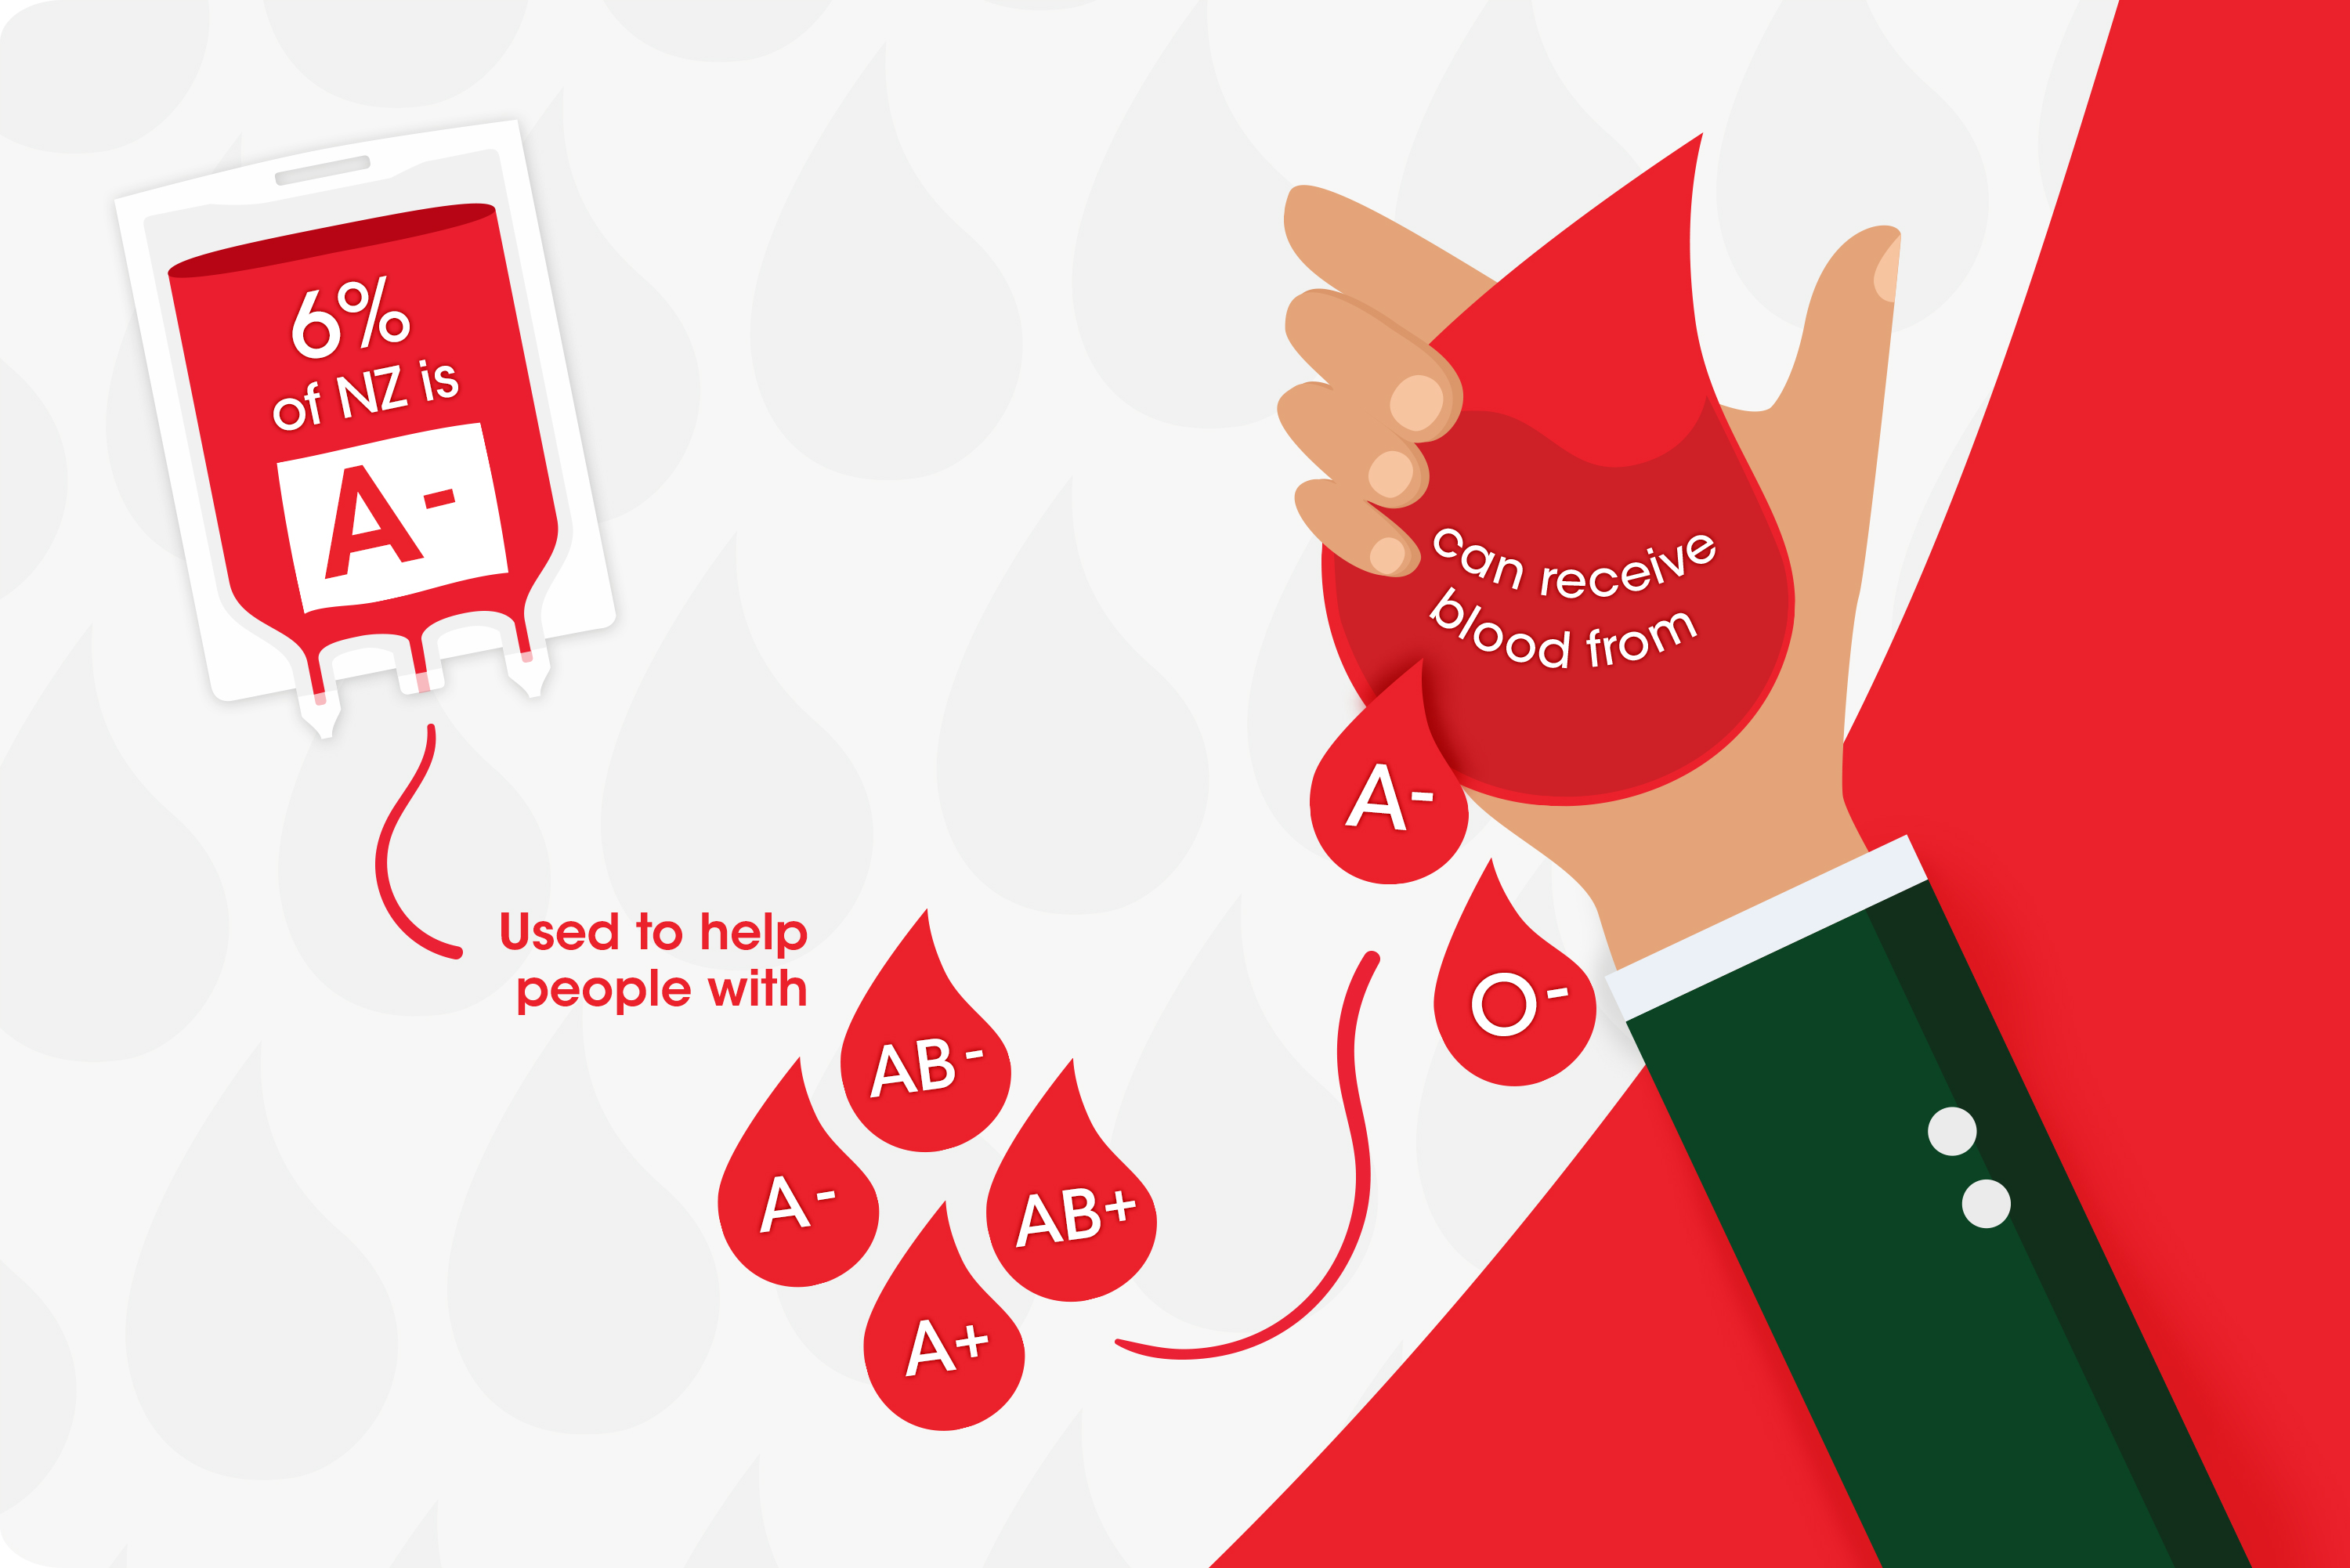 6%
of NZ is
A-
Used to help
people with
AB-
A-
AB+
A+
can receive
blood from
A-
O-